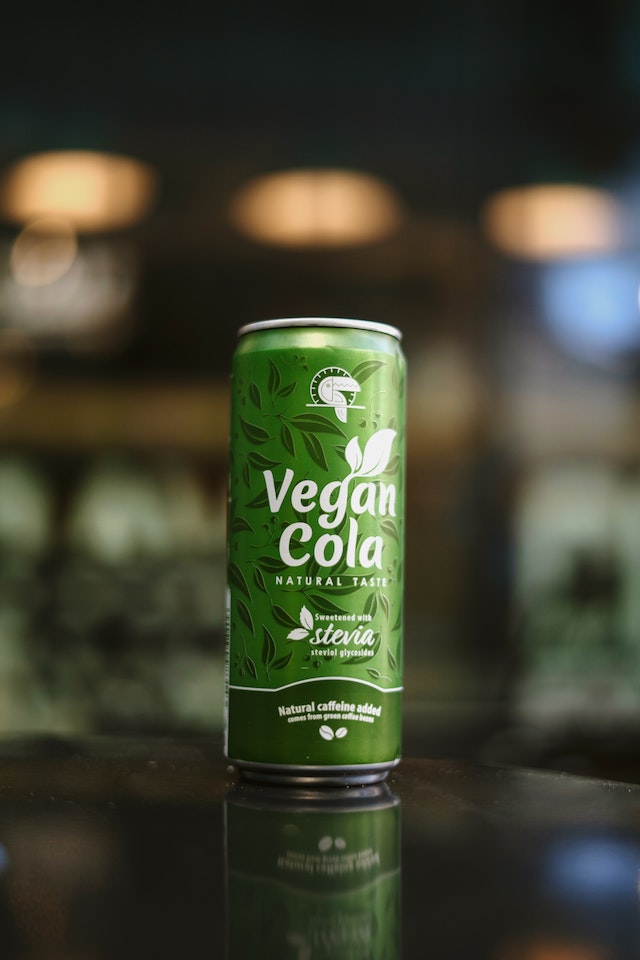 Vegan
Cola
NATURAL TASTE
Sweetened with
stevia
steviol glycosides
Natural caffeine added
comes from green coffee beans